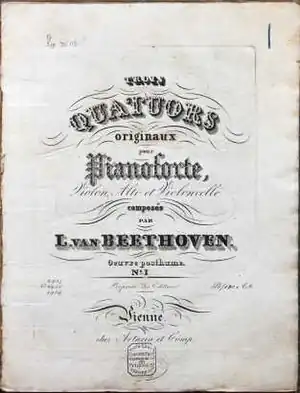 TROIS
QUATUORS
originaux
pour
Pianoforte,
Violon, Alto et Violoncelle
composés
PAR
L. VAN BEETHOVEN.
Oeuvre posthume.
No. I
Propriété des Editeurs
Vienne,
chez Artaria et Comp.